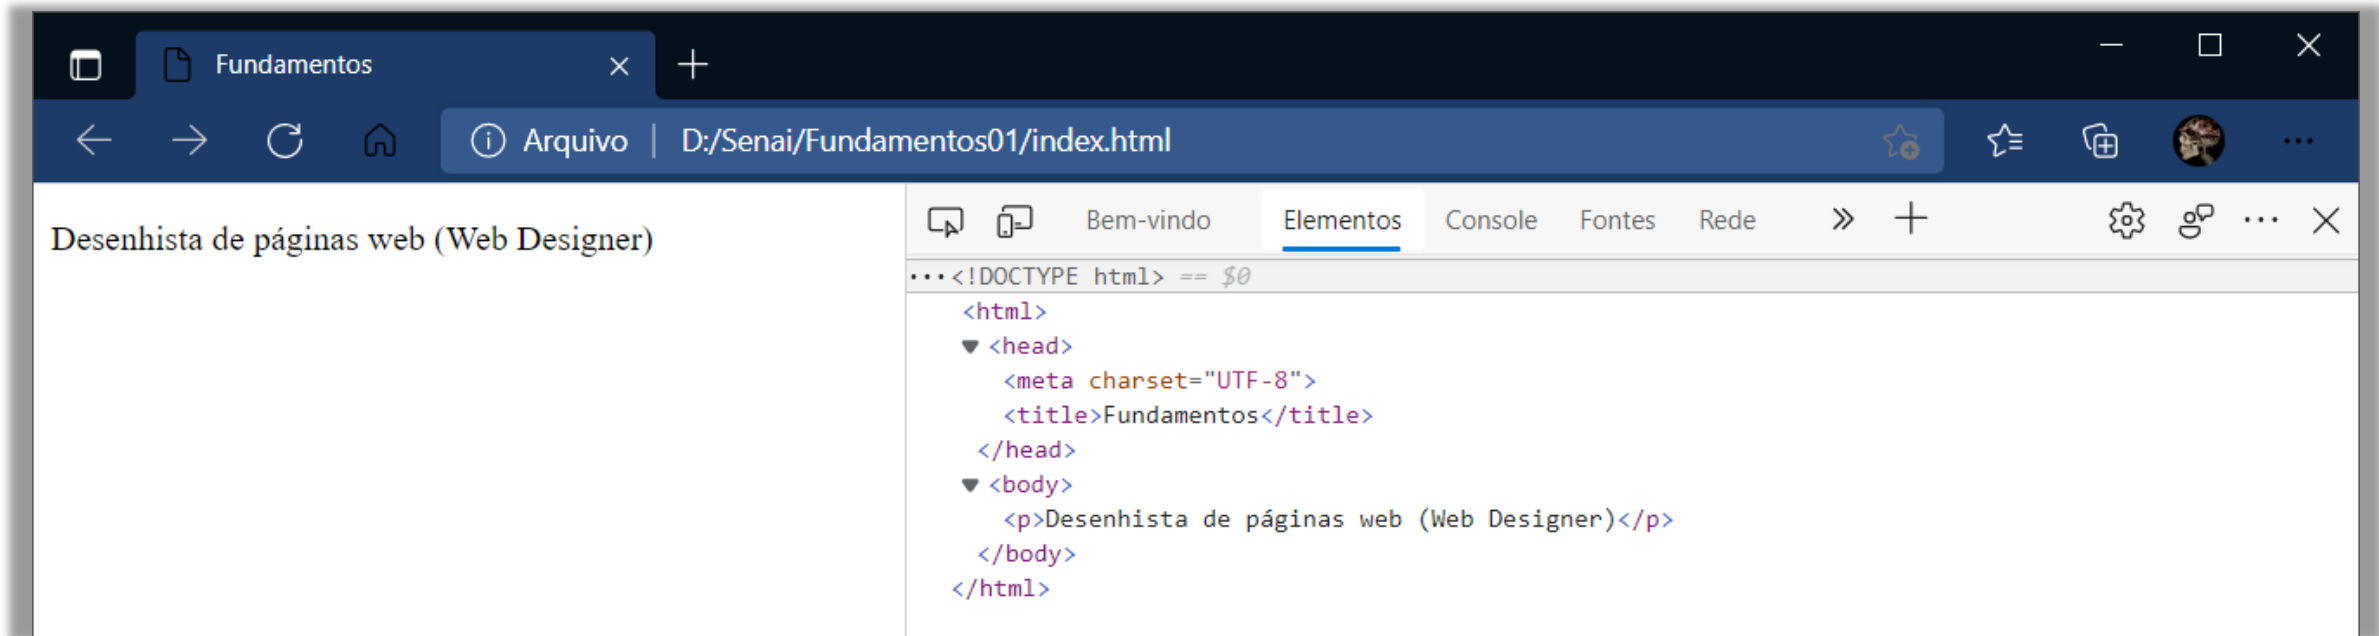 Fundamentos
Arquivo | D:/Senai/Fundamentos01/index.html
Desenhista de páginas web (Web Designer)
Bem-vindo Elementos Console Fontes Rede
···<!DOCTYPE html> == $0
<html>
<head>
<meta charset="UTF-8">
<title>Fundamentos</title>
</head>
<body>
<p>Desenhista de páginas web (Web Designer)</p>
</body>
</html>